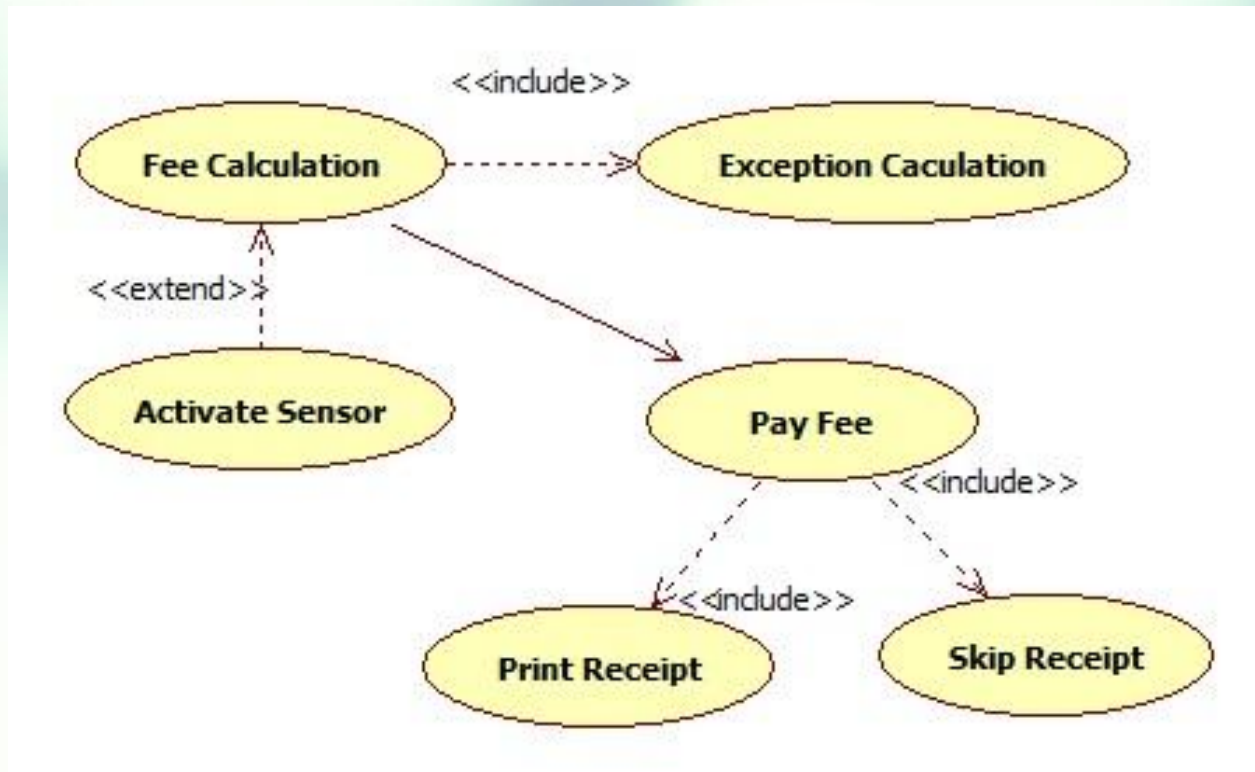 <<include>>
Fee Calculation
Exception Caculation
<<extend>>
Activate Sensor
Pay Fee
<<include>>
<<include>>
Print Receipt
Skip Receipt